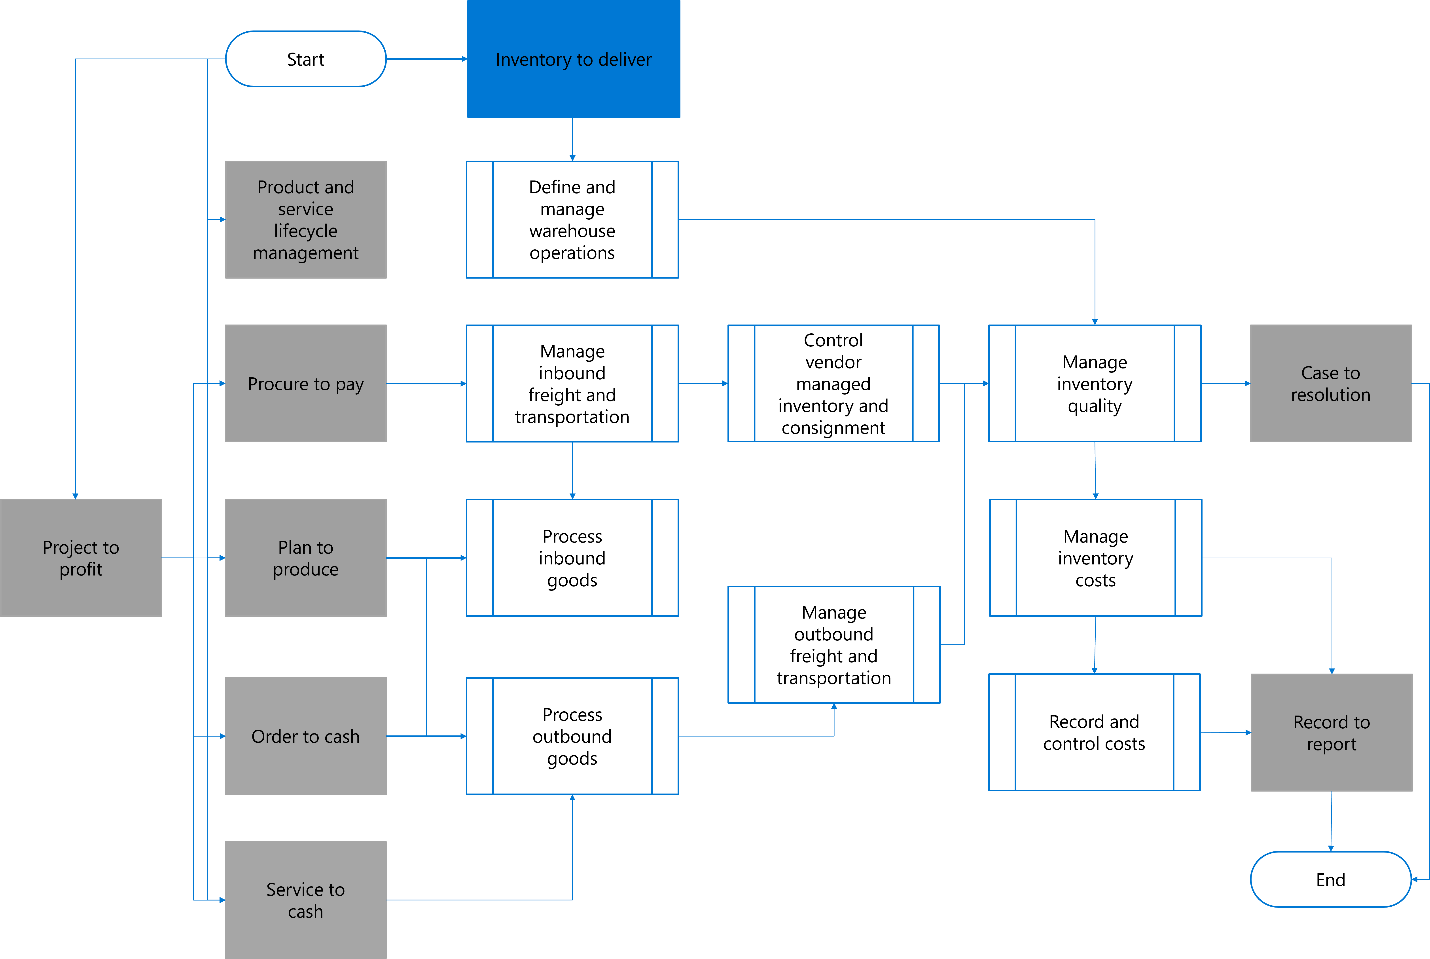 Start
Inventory to deliver
Product and
service
lifecycle
management
Define and
manage
warehouse
operations
Procure to pay
Manage
inbound
freight and
transportation
Control
vendor
managed
inventory and
consignment
Manage
inventory
quality
Case to
resolution
Project to
profit
Plan to
produce
Process
inbound
goods
Manage
inventory
costs
Manage
outbound
freight and
transportation
Order to cash
Process
outbound
goods
Record and
control costs
Record to
report
Service to
cash
End